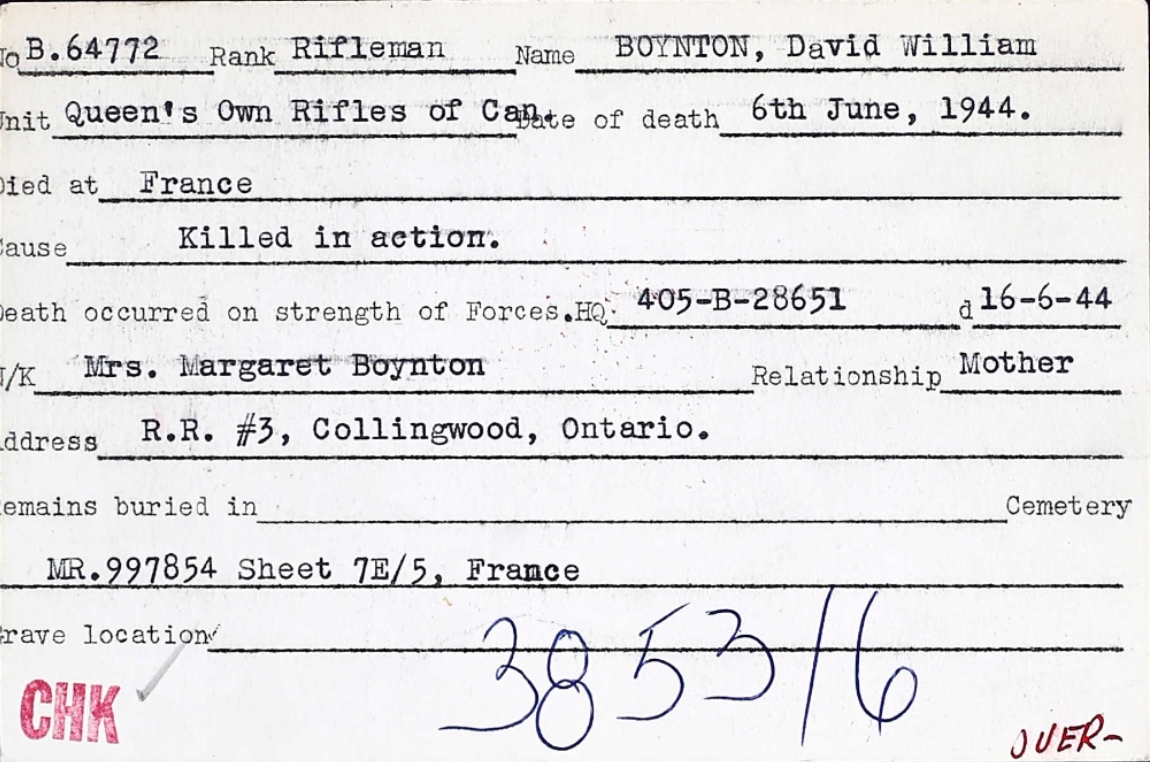 No B.64772 Rank Rifleman Name BOYNTON, David William
Unit Queen's Own Rifles of Can. Date of death 6th June, 1944.
Died at France
Cause Killed in action.
Death occurred on strength of Forces.HQ. 405-B-28651 d 16-6-44
N/K Mrs. Margaret Boynton Relationship Mother
Address R.R. #3, Collingwood, Ontario.
Remains buried in Cemetery
MR.997854 Sheet 7E/5, France
Grave location
385316
CHK
OVER-